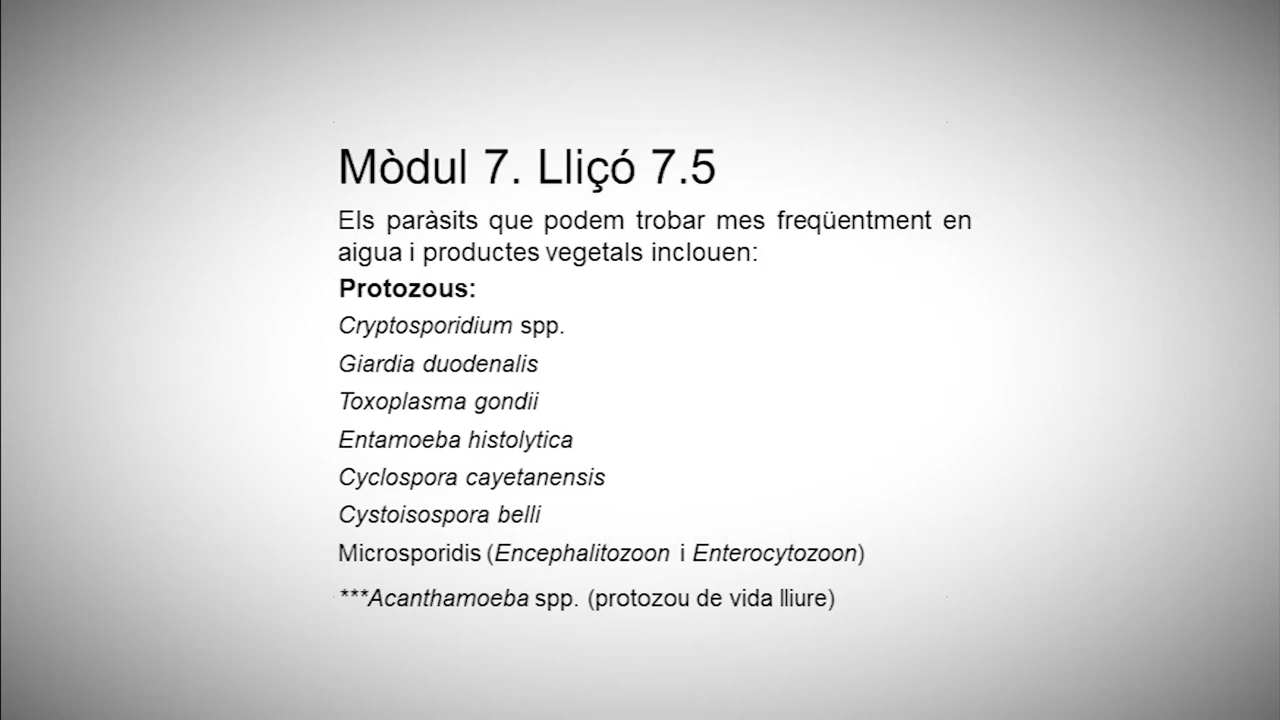 Mòdul 7. Lliçó 7.5
Els paràsits que podem trobar mes freqüentment en
aigua i productes vegetals inclouen:
Protozous:
Cryptosporidium spp.
Giardia duodenalis
Toxoplasma gondii
Entamoeba histolytica
Cyclospora cayetanensis
Cystoisospora belli
Microsporidis (Encephalitozoon i Enterocytozoon)
***Acanthamoeba spp. (protozou de vida lliure)